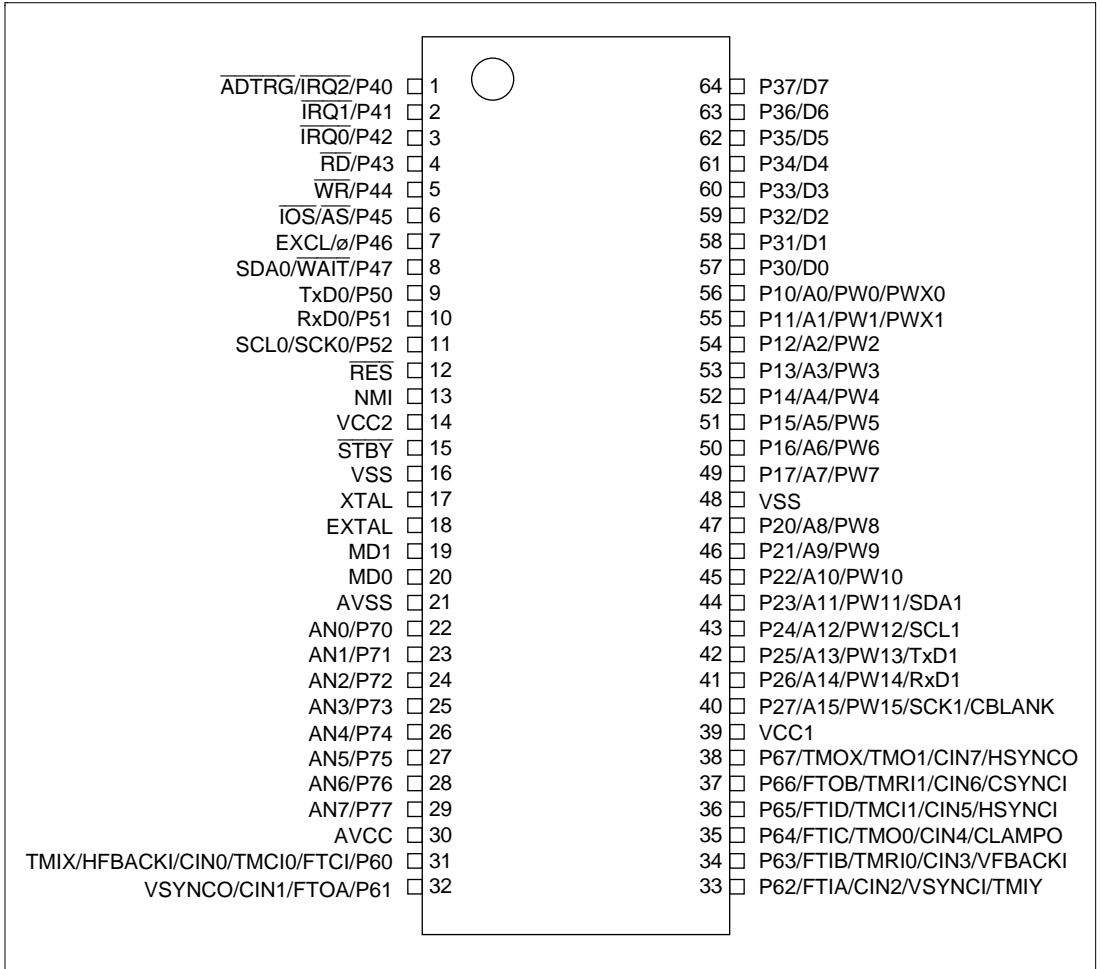 A̅D̅T̅R̅G̅/I̅R̅Q̅2̅/P40 1 64 P37/D7
I̅R̅Q̅1̅/P41 2 63 P36/D6
I̅R̅Q̅0̅/P42 3 62 P35/D5
R̅D̅/P43 4 61 P34/D4
W̅R̅/P44 5 60 P33/D3
I̅O̅S̅/A̅S̅/P45 6 59 P32/D2
EXCL/ø/P46 7 58 P31/D1
SDA0/W̅A̅I̅T̅/P47 8 57 P30/D0
TxD0/P50 9 56 P10/A0/PW0/PWX0
RxD0/P51 10 55 P11/A1/PW1/PWX1
SCL0/SCK0/P52 11 54 P12/A2/PW2
R̅E̅S̅ 12 53 P13/A3/PW3
NMI 13 52 P14/A4/PW4
VCC2 14 51 P15/A5/PW5
S̅T̅B̅Y̅ 15 50 P16/A6/PW6
VSS 16 49 P17/A7/PW7
XTAL 17 48 VSS
EXTAL 18 47 P20/A8/PW8
MD1 19 46 P21/A9/PW9
MD0 20 45 P22/A10/PW10
AVSS 21 44 P23/A11/PW11/SDA1
AN0/P70 22 43 P24/A12/PW12/SCL1
AN1/P71 23 42 P25/A13/PW13/TxD1
AN2/P72 24 41 P26/A14/PW14/RxD1
AN3/P73 25 40 P27/A15/PW15/SCK1/CBLANK
AN4/P74 26 39 VCC1
AN5/P75 27 38 P67/TMOX/TMO1/CIN7/HSYNCO
AN6/P76 28 37 P66/FTOB/TMRI1/CIN6/CSYNCI
AN7/P77 29 36 P65/FTID/TMCI1/CIN5/HSYNCI
AVCC 30 35 P64/FTIC/TMO0/CIN4/CLAMPO
TMIX/HFBACKI/CIN0/TMCI0/FTCI/P60 31 34 P63/FTIB/TMRI0/CIN3/VFBACKI
VSYNCO/CIN1/FTOA/P61 32 33 P62/FTIA/CIN2/VSYNCI/TMIY